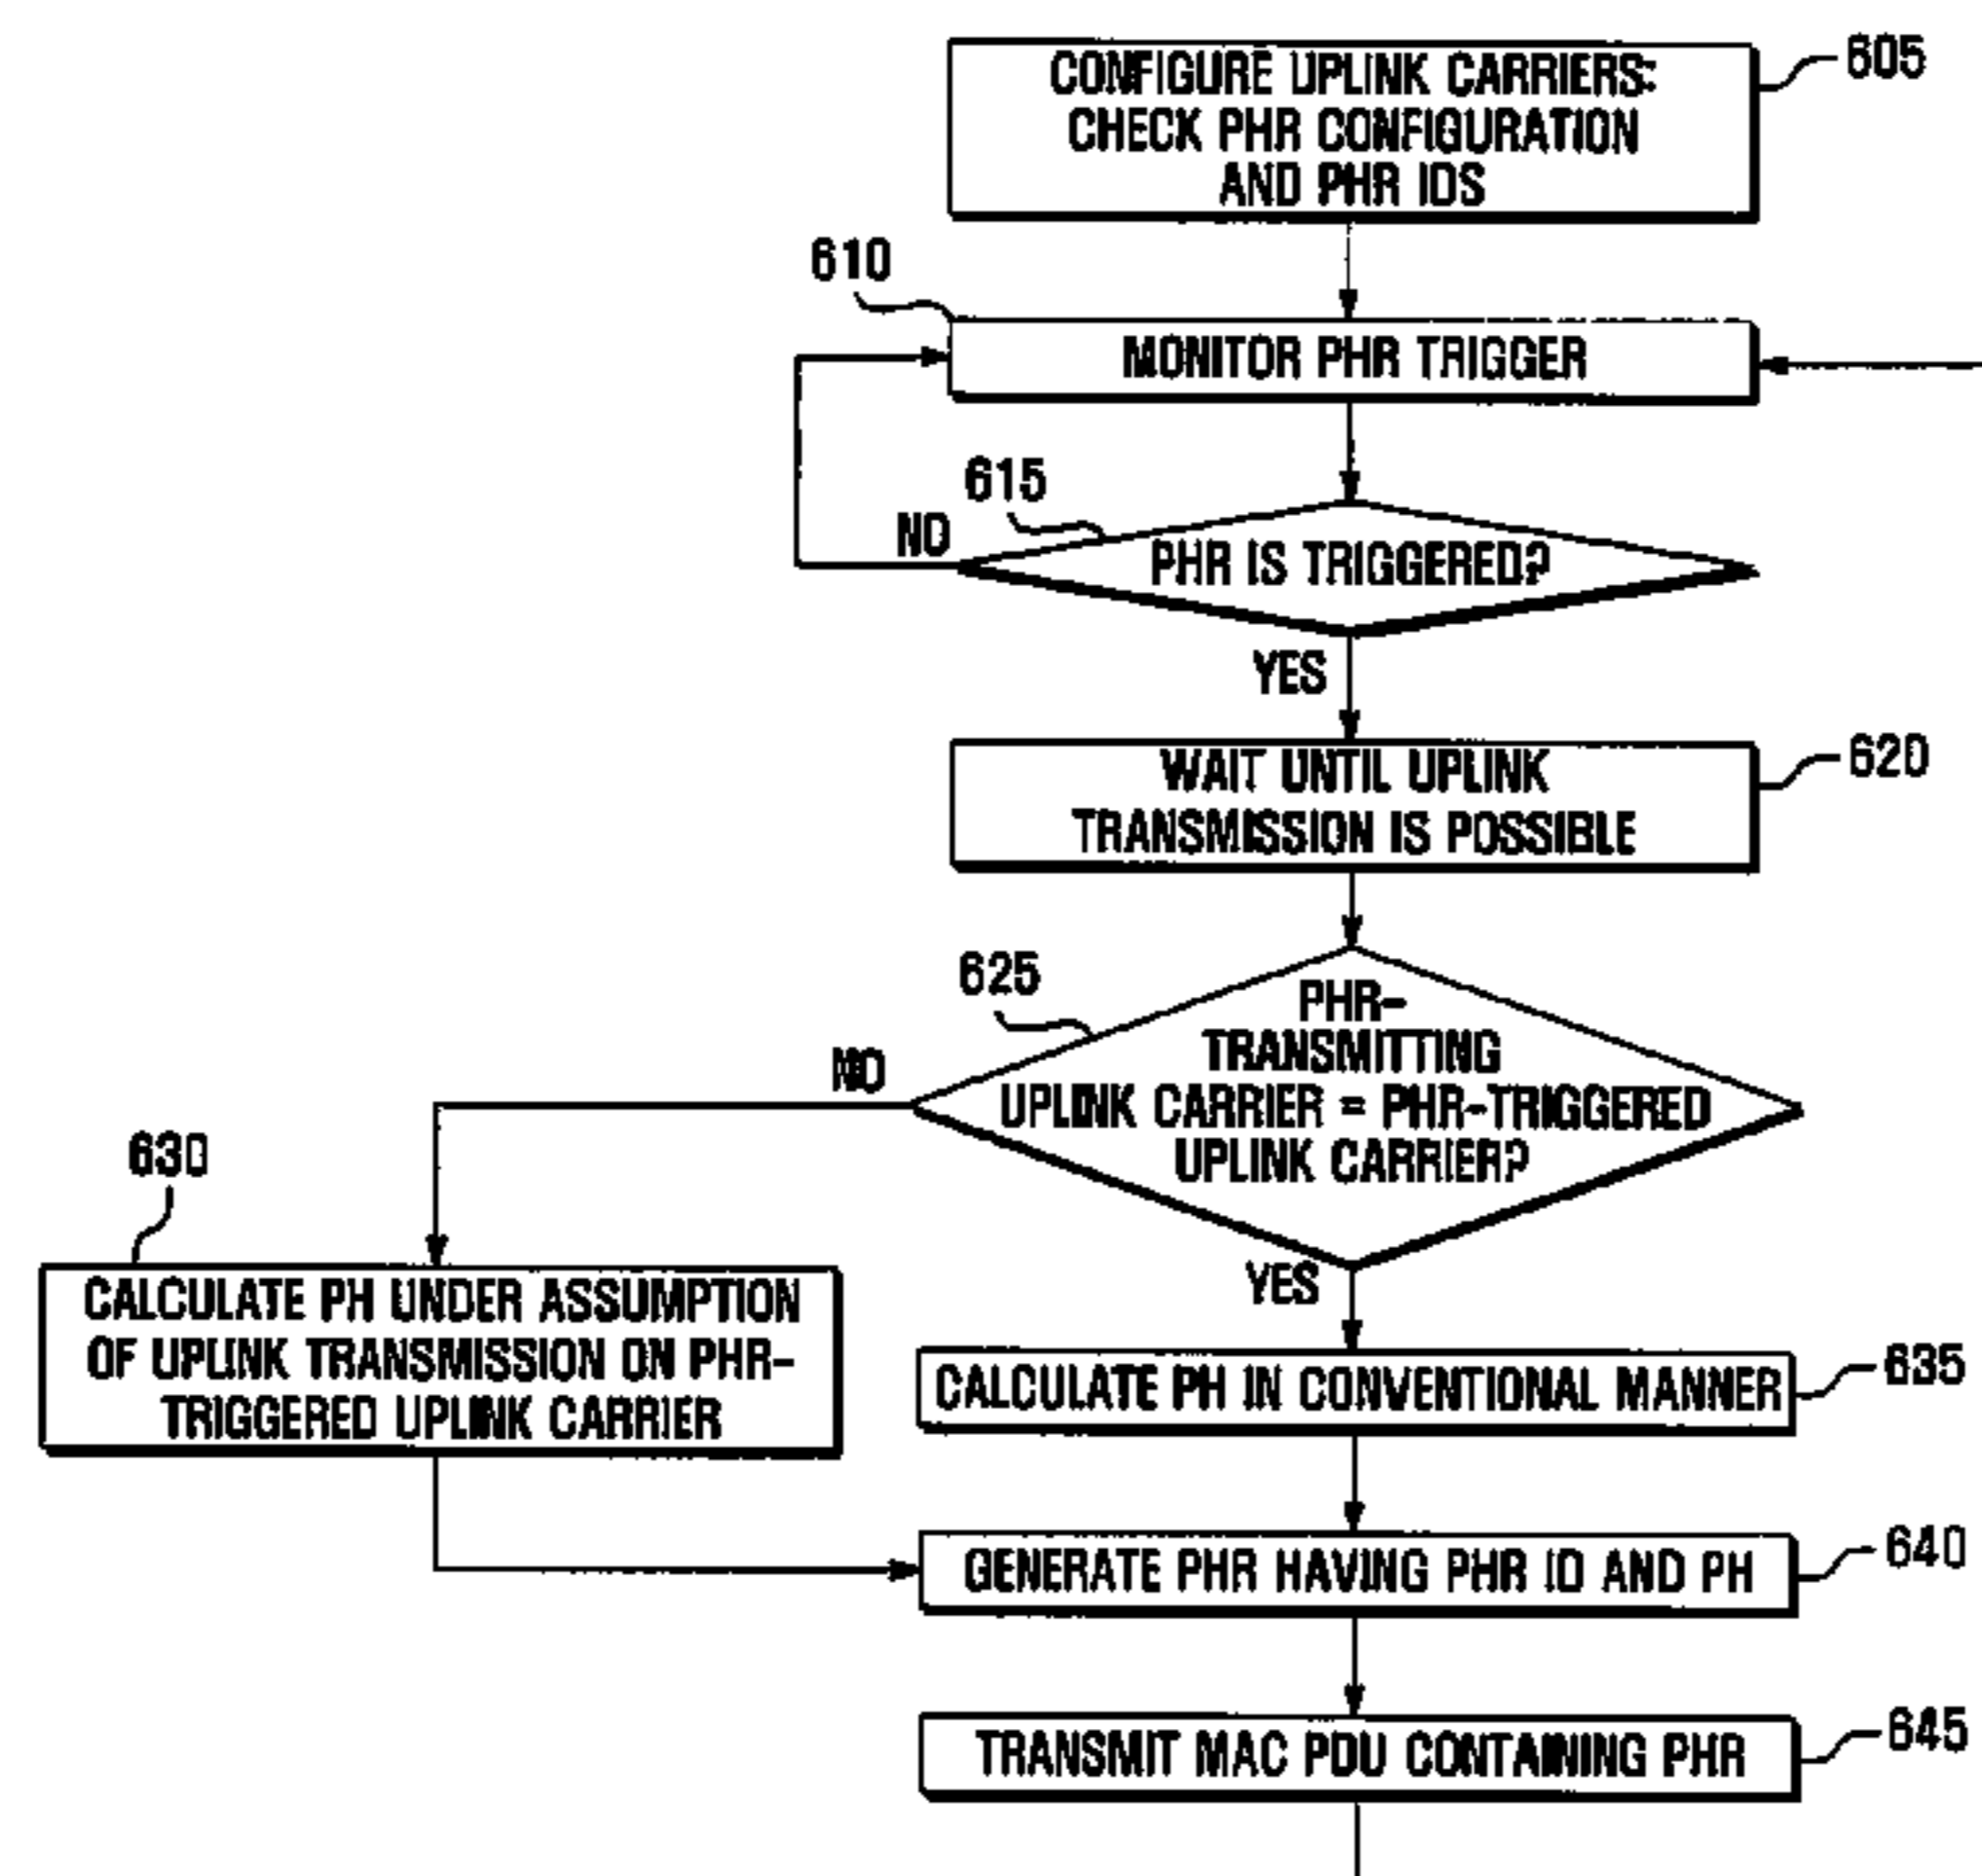 CONFIGURE UPLINK CARRIERS:
CHECK PHR CONFIGURATION
AND PHR IDS
605
610
MONITOR PHR TRIGGER
615
NO
PHR IS TRIGGERED?
YES
WAIT UNTIL UPLINK
TRANSMISSION IS POSSIBLE
620
625
PHR-
TRANSMITTING
UPLINK CARRIER = PHR-TRIGGERED
UPLINK CARRIER?
NO
630
YES
CALCULATE PH UNDER ASSUMPTION
OF UPLINK TRANSMISSION ON PHR-
TRIGGERED UPLINK CARRIER
CALCULATE PH IN CONVENTIONAL MANNER
635
GENERATE PHR HAVING PHR ID AND PH
640
TRANSMIT MAC PDU CONTAINING PHR
645